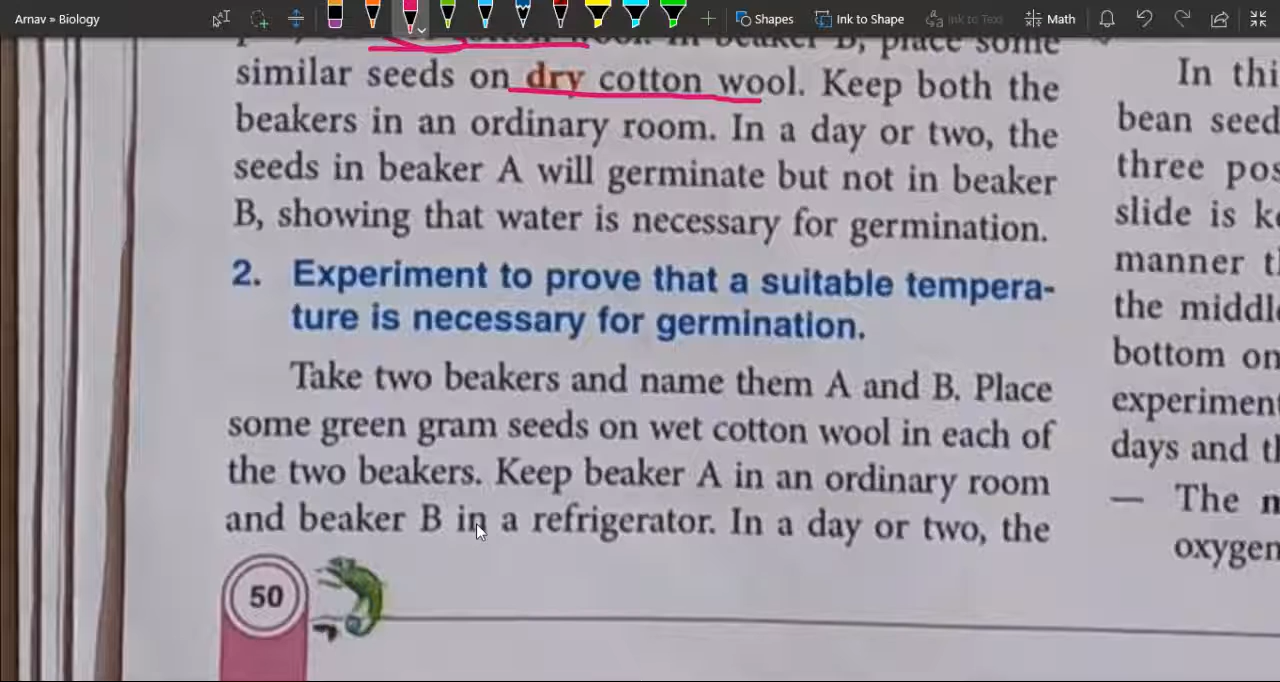 Arnav » Biology
Shapes
Ink to Shape
Ink to Text
Math
beaker B, place some
similar seeds on dry cotton wool. Keep both the
beakers in an ordinary room. In a day or two, the
seeds in beaker A will germinate but not in beaker
B, showing that water is necessary for germination.
2. Experiment to prove that a suitable tempera-
ture is necessary for germination.
Take two beakers and name them A and B. Place
some green gram seeds on wet cotton wool in each of
the two beakers. Keep beaker A in an ordinary room
and beaker B in a refrigerator. In a day or two, the
50
In thi
bean seed
three pos
slide is k
manner t
the middl
bottom on
experiment
days and t
— The
oxygen